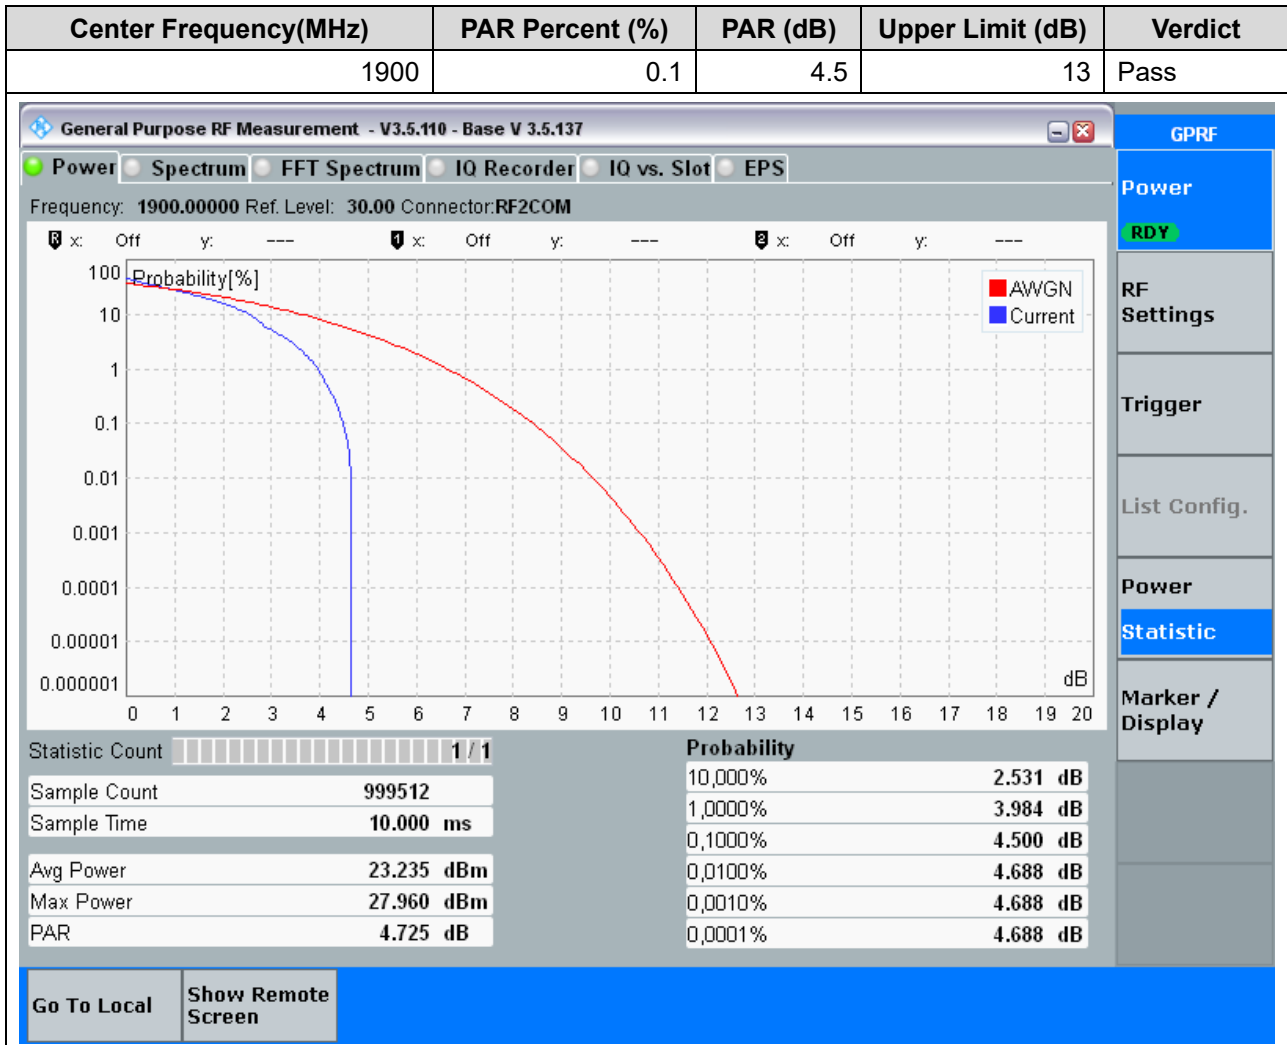 Center Frequency(MHz) PAR Percent (%) PAR (dB) Upper Limit (dB) Verdict
1900 0.1 4.5 13 Pass
General Purpose RF Measurement - V3.5.110 - Base V 3.5.137
GPRF
Power Spectrum FFT Spectrum IQ Recorder IQ vs. Slot EPS
Frequency: 1900.00000 Ref. Level: 30.00 Connector:RF2COM
R x: Off y: --- 1 x: Off y: --- 2 x: Off y: ---
Probability[%]
100
10
1
0.1
0.01
0.001
0.0001
0.00001
0.000001
AWGN
Current
dB
0 1 2 3 4 5 6 7 8 9 10 11 12 13 14 15 16 17 18 19 20
Statistic Count 1 / 1
Sample Count 999512
Sample Time 10.000 ms
Avg Power 23.235 dBm
Max Power 27.960 dBm
PAR 4.725 dB
Probability
10,000% 2.531 dB
1,0000% 3.984 dB
0,1000% 4.500 dB
0,0100% 4.688 dB
0,0010% 4.688 dB
0,0001% 4.688 dB
Power
RDY
RF
Settings
Trigger
List Config.
Power
Statistic
Marker /
Display
Go To Local
Show Remote
Screen